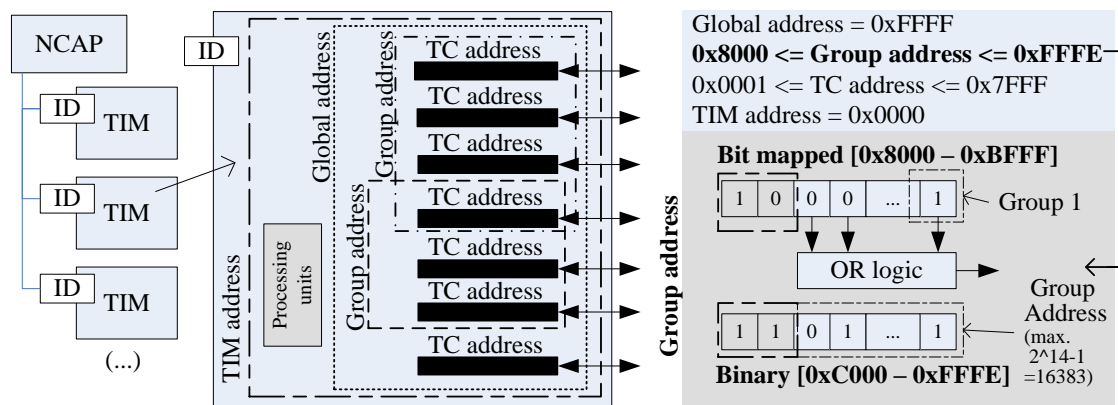 NCAP
ID
TIM
ID
TIM
ID
TIM
(...)
ID
TIM address
Processing
units
Global address
Group address
Group address
TC address
TC address
TC address
TC address
TC address
TC address
TC address
Global address = 0xFFFF
0x8000 <= Group address <= 0xFFFE
0x0001 <= TC address <= 0x7FFF
TIM address = 0x0000
Group address
Bit mapped [0x8000 – 0xBFFF]
1 0 0 0 ... 1
Group 1
OR logic
Group
Address
(max.
2^14-1
=16383)
1 1 0 1 ... 1
Binary [0xC000 – 0xFFFE]